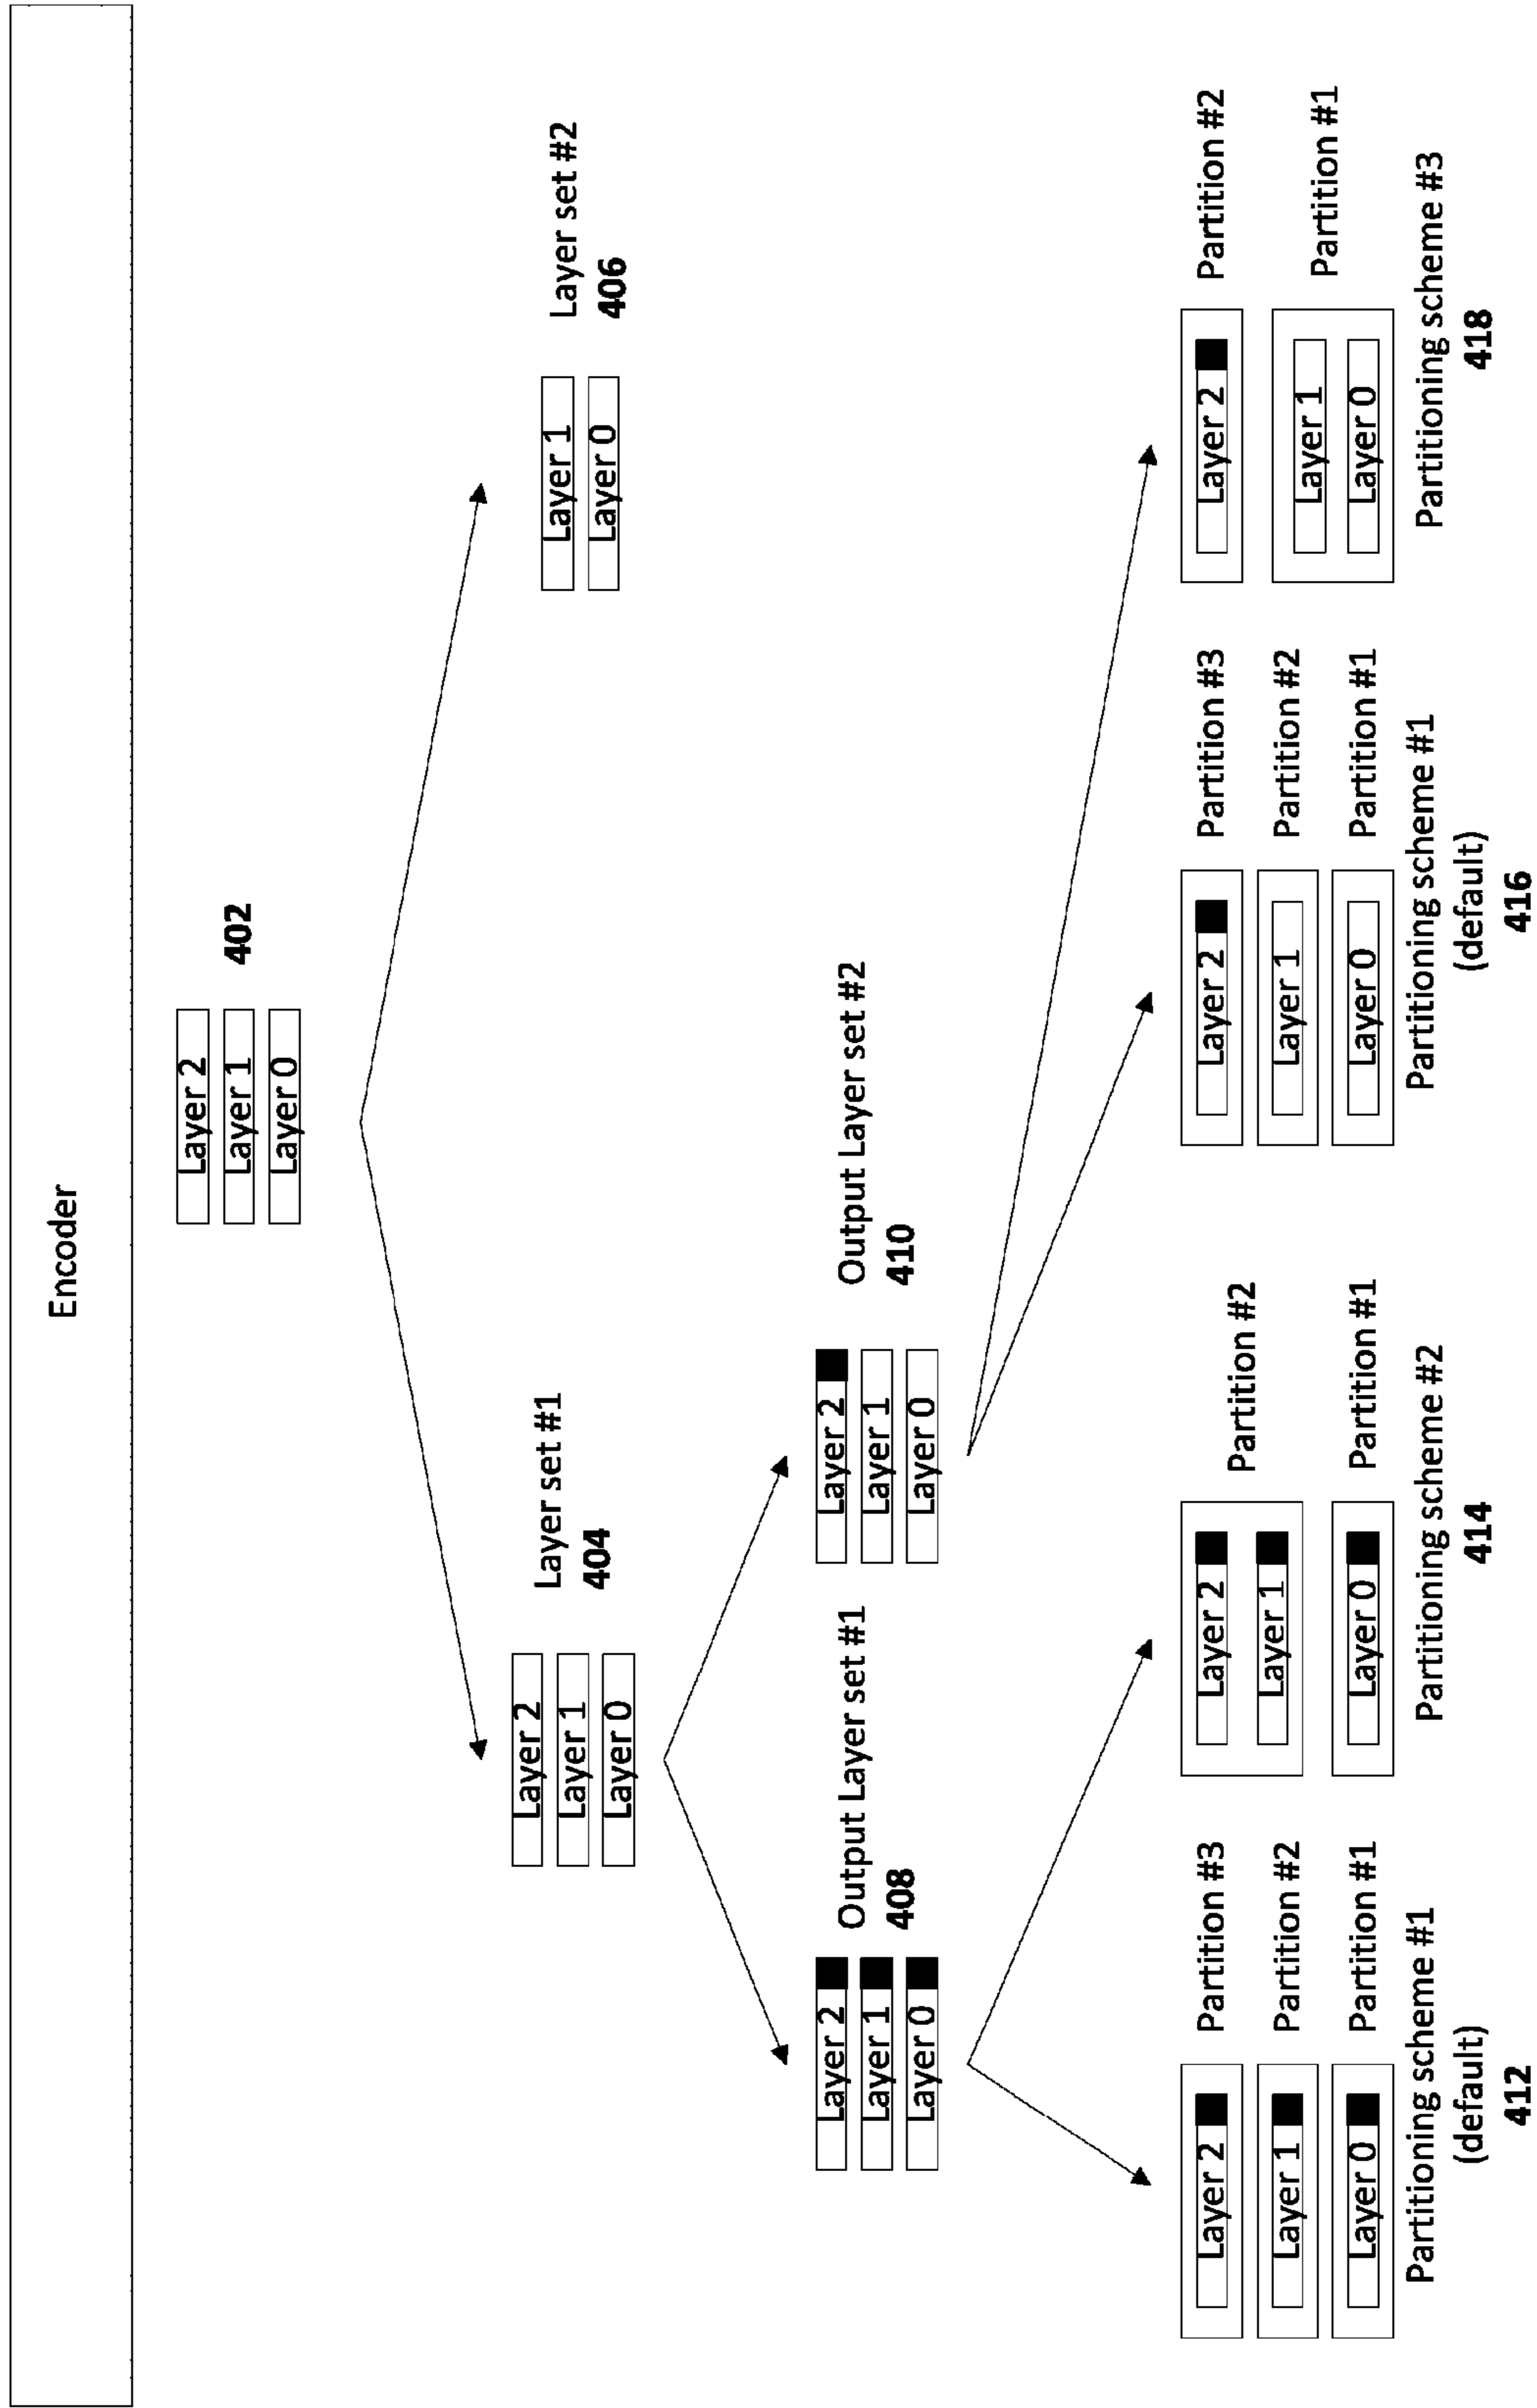 Encoder
Layer 2
Layer 1
Layer 0
402
Layer 2
Layer 1
Layer 0
Layer set #1
404
Layer 1
Layer 0
Layer set #2
406
Layer 2
Layer 1
Layer 0
Output Layer set #1
408
Layer 2
Layer 1
Layer 0
Output Layer set #2
410
Layer 2
Partition #3
Layer 1
Partition #2
Layer 0
Partition #1
Partitioning scheme #1
(default)
412
Layer 2
Layer 1
Partition #2
Layer 0
Partition #1
Partitioning scheme #2
414
Layer 2
Partition #3
Layer 1
Partition #2
Layer 0
Partition #1
Partitioning scheme #1
(default)
416
Layer 2
Partition #2
Layer 1
Layer 0
Partition #1
Partitioning scheme #3
418